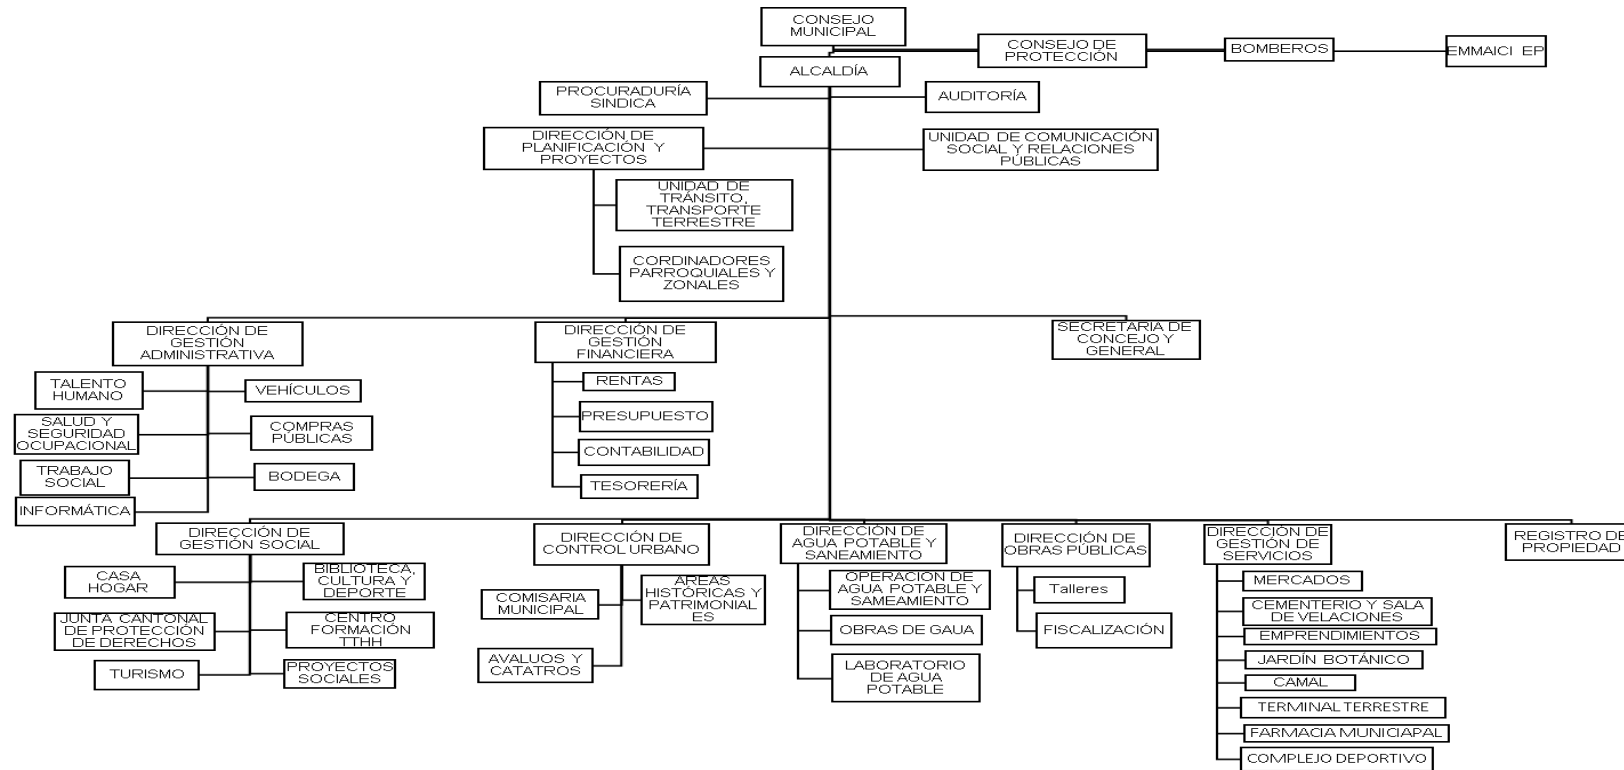 CONSEJO
MUNICIPAL
CONSEJO DE
PROTECCIÓN
BOMBEROS
EMMAICI EP
ALCALDÍA
PROCURADURÍA
SINDICA
AUDITORÍA
DIRECCIÓN DE
PLANIFICACIÓN Y
PROYECTOS
UNIDAD DE COMUNICACIÓN
SOCIAL Y RELACIONES
PÚBLICAS
UNIDAD DE
TRÁNSITO,
TRANSPORTE
TERRESTRE
CORDINADORES
PARROQUIALES Y
ZONALES
DIRECCIÓN DE
GESTIÓN
ADMINISTRATIVA
DIRECCIÓN DE
GESTIÓN
FINANCIERA
SECRETARIA DE
CONCEJO Y
GENERAL
TALENTO
HUMANO
VEHÍCULOS
SALUD Y
SEGURIDAD
OCUPACIONAL
COMPRAS
PÚBLICAS
TRABAJO
SOCIAL
BODEGA
INFORMÁTICA
RENTAS
PRESUPUESTO
CONTABILIDAD
TESORERÍA
DIRECCIÓN DE
GESTIÓN SOCIAL
DIRECCIÓN DE
CONTROL URBANO
DIRECCIÓN DE
AGUA POTABLE Y
SANEAMIENTO
DIRECCIÓN DE
OBRAS PÚBLICAS
DIRECCIÓN DE
GESTIÓN DE
SERVICIOS
REGISTRO DE
PROPIEDAD
CASA
HOGAR
BIBLIOTECA,
CULTURA Y
DEPORTE
JUNTA CANTONAL
DE PROTECCIÓN
DE DERECHOS
CENTRO
FORMACIÓN
TTHH
TURISMO
PROYECTOS
SOCIALES
COMISARIA
MUNICIPAL
AREAS
HISTÓRICAS Y
PATRIMONIAL
ES
AVALUOS Y
CATATROS
OPERACIÓN DE
AGUA POTABLE Y
SAMEAMIENTO
OBRAS DE GAUA
LABORATORIO
DE AGUA
POTABLE
Talleres
FISCALIZACIÓN
MERCADOS
CEMENTERIO Y SALA
DE VELACIONES
EMPRENDIMIENTOS
JARDÍN BOTÁNICO
CAMAL
TERMINAL TERRESTRE
FARMACIA MUNICIAPAL
COMPLEJO DEPORTIVO